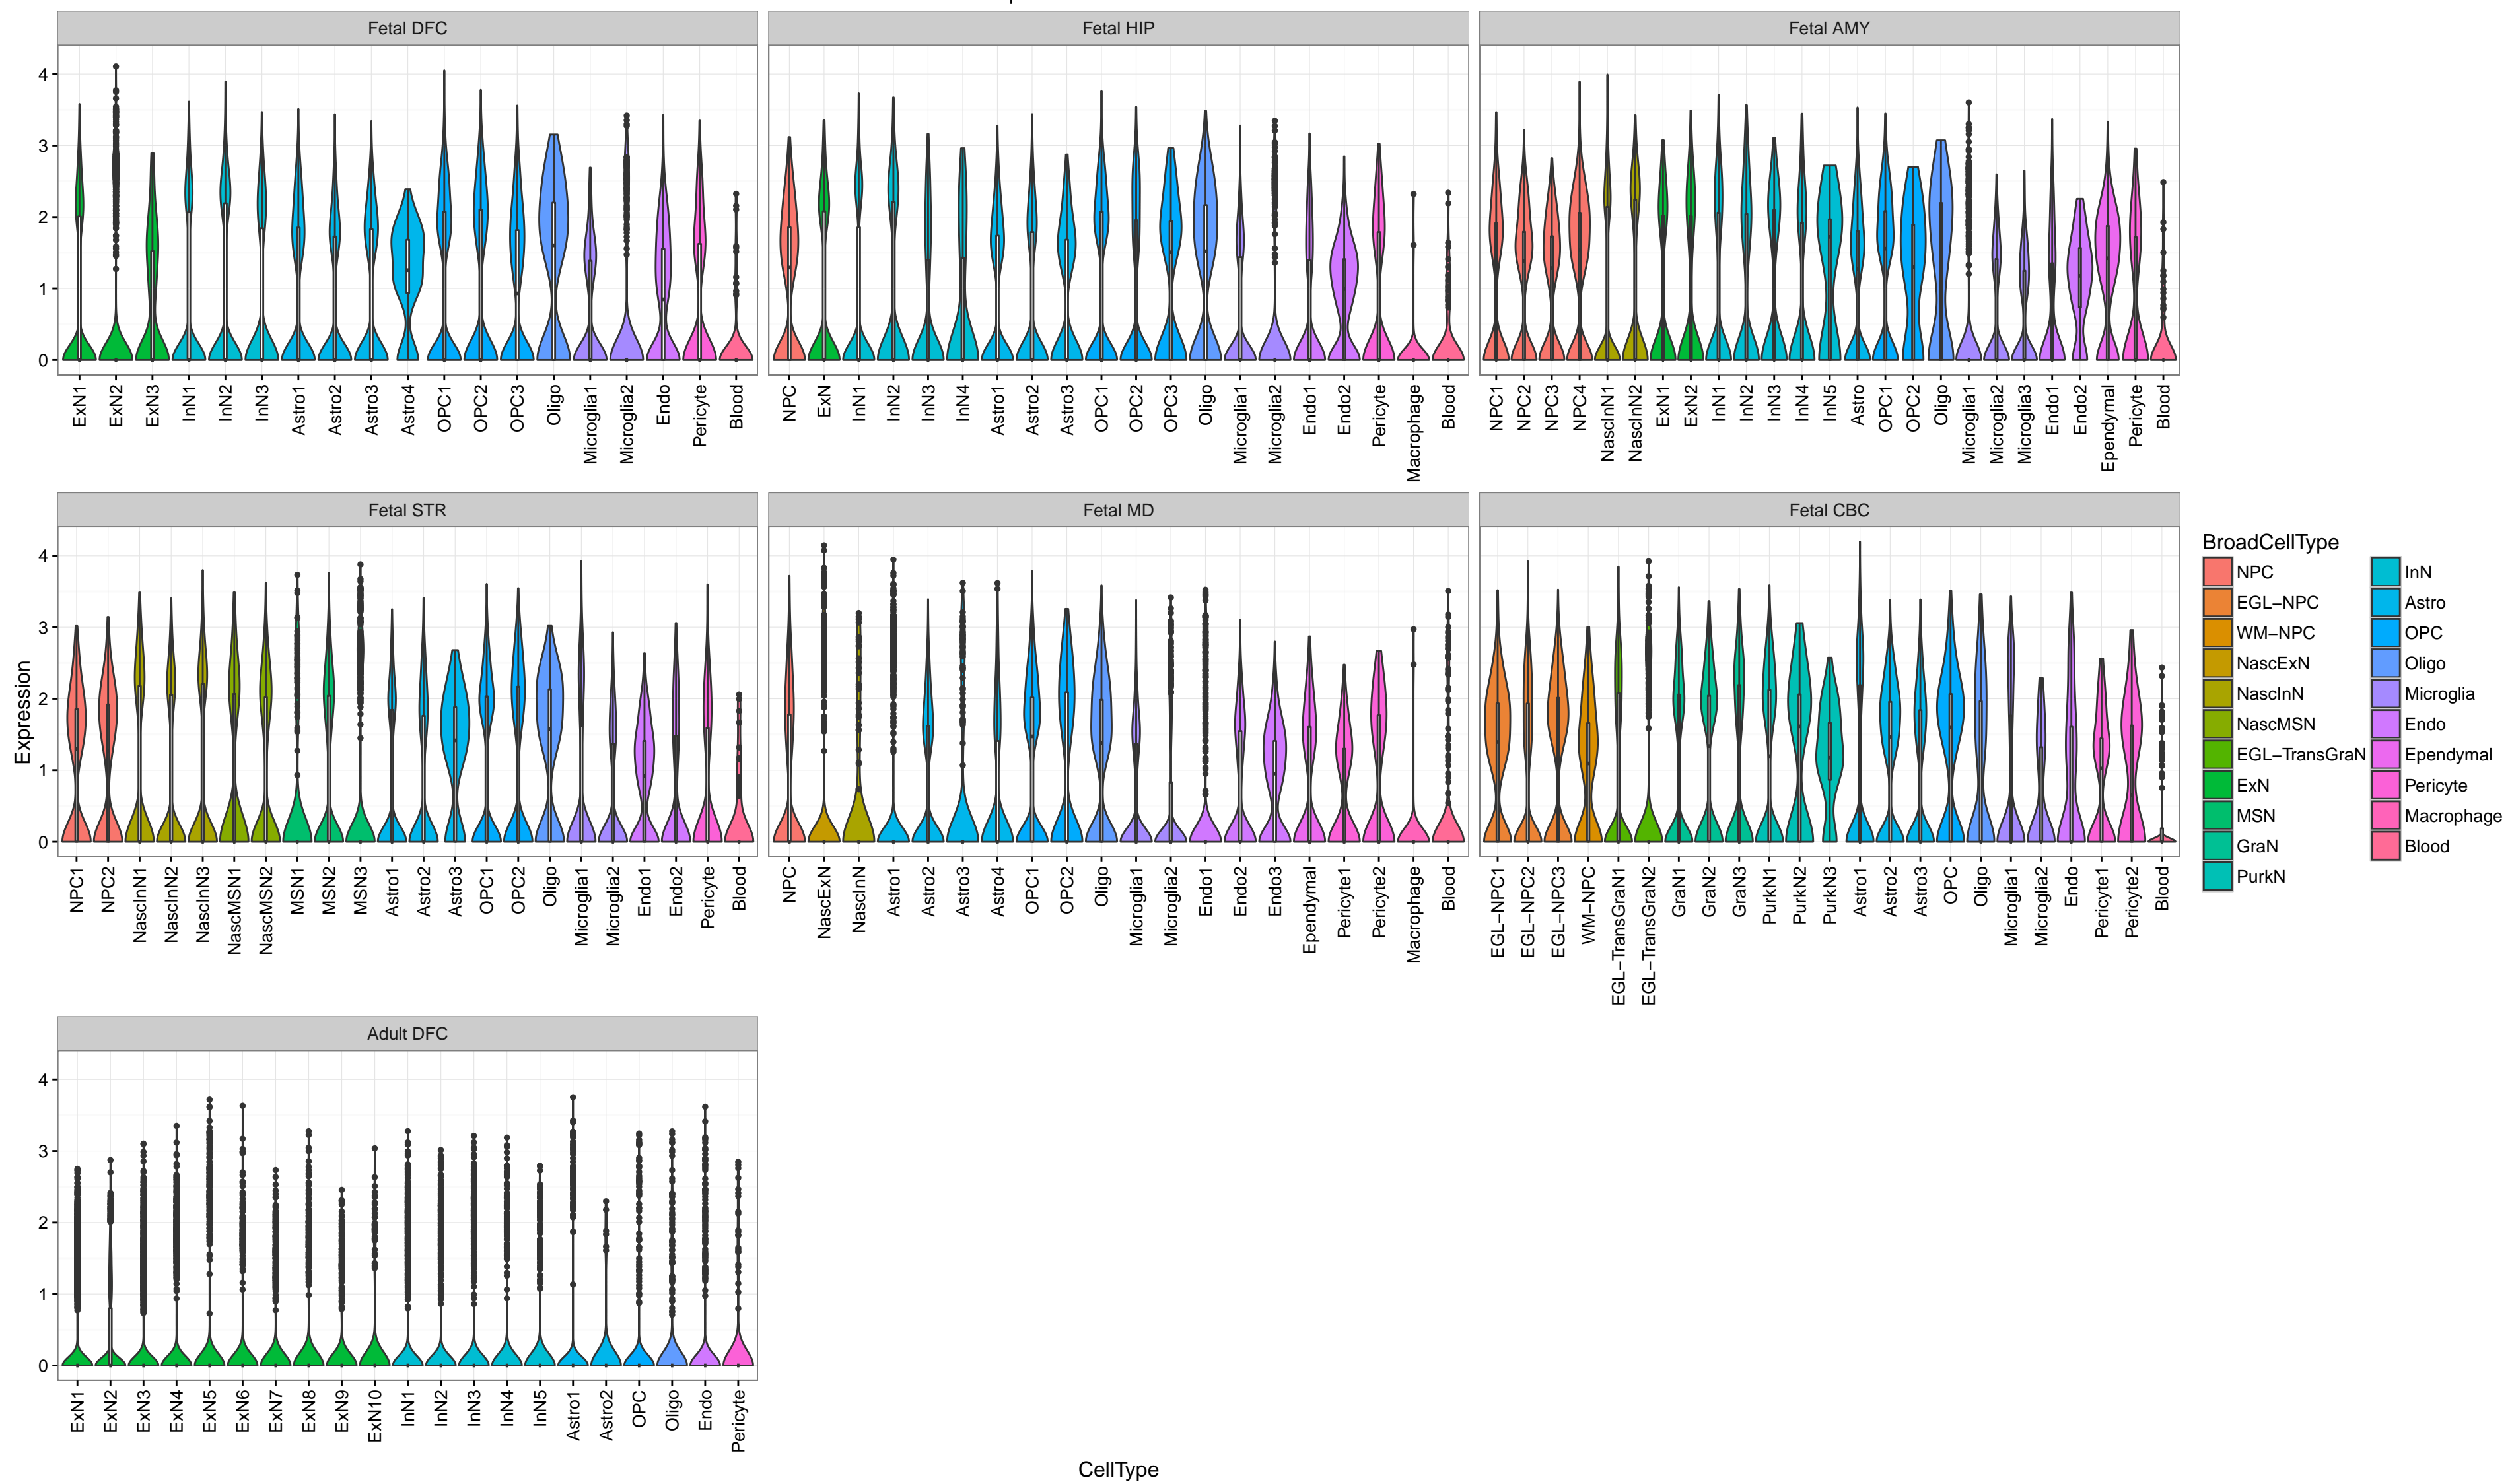 Fetal DFC
Fetal HIP
Fetal AMY
4
3
2
1
0
ExN1 ExN2 ExN3 InN1 InN2 InN3 Astro1 Astro2 Astro3 Astro4 OPC1 OPC2 OPC3 Oligo Microglia1 Microglia2 Endo Pericyte Blood
NPC ExN InN1 InN2 InN3 InN4 Astro1 Astro2 Astro3 OPC1 OPC2 OPC3 Oligo Microglia1 Microglia2 Endo1 Endo2 Pericyte Macrophage Blood
NPC1 NPC2 NPC3 NPC4 NascInN1 NascInN2 ExN1 ExN2 InN1 InN2 InN3 InN4 InN5 Astro OPC1 OPC2 Oligo Microglia1 Microglia2 Microglia3 Endo1 Endo2 Ependymal Pericyte Blood
Fetal STR
Fetal MD
Fetal CBC
Expression
4
3
2
1
0
NPC1 NPC2 NascInN1 NascInN2 NascInN3 NascMSN1 NascMSN2 MSN1 MSN2 MSN3 Astro1 Astro2 Astro3 OPC1 OPC2 Oligo Microglia1 Microglia2 Endo1 Endo2 Pericyte Blood
NPC NascExN NascInN Astro1 Astro2 Astro3 Astro4 OPC1 OPC2 Oligo Microglia1 Microglia2 Endo1 Endo2 Endo3 Ependymal Pericyte1 Pericyte2 Macrophage Blood
EGL−NPC1 EGL−NPC2 EGL−NPC3 WM−NPC EGL−TransGraN1 EGL−TransGraN2 GraN1 GraN2 GraN3 PurkN1 PurkN2 PurkN3 Astro1 Astro2 Astro3 OPC Oligo Microglia1 Microglia2 Endo Pericyte1 Pericyte2 Blood
BroadCellType
NPC
EGL−NPC
WM−NPC
NascExN
NascInN
NascMSN
EGL−TransGraN
ExN
MSN
GraN
PurkN
InN
Astro
OPC
Oligo
Microglia
Endo
Ependymal
Pericyte
Macrophage
Blood
Adult DFC
4
3
2
1
0
ExN1 ExN2 ExN3 ExN4 ExN5 ExN6 ExN7 ExN8 ExN9 ExN10 InN1 InN2 InN3 InN4 InN5 Astro1 Astro2 OPC Oligo Endo Pericyte
CellType